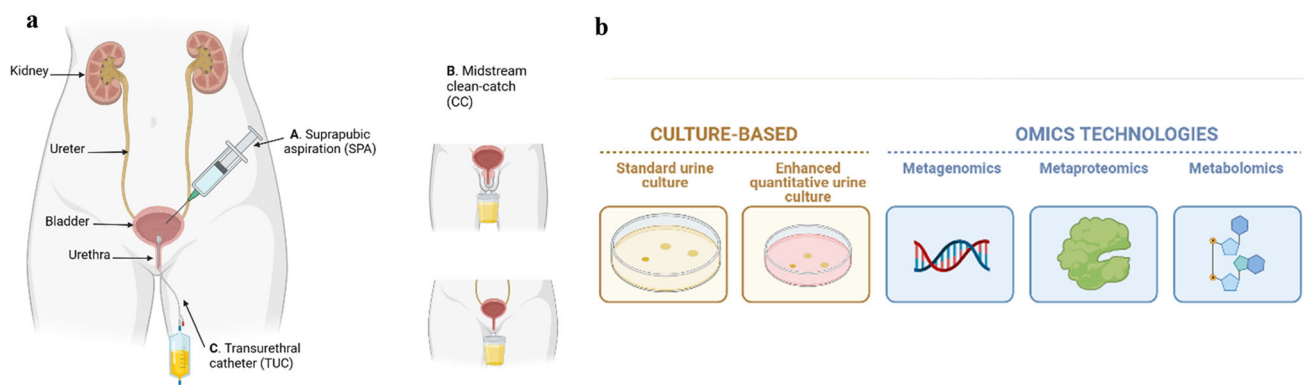 a
Kidney
Ureter
Bladder
Urethra
A. Suprapubic
aspiration (SPA)
C. Transurethral
catheter (TUC)
B. Midstream
clean-catch
(CC)
b
CULTURE-BASED
Standard urine
culture
Enhanced
quantitative urine
culture
OMICS TECHNOLOGIES
Metagenomics
Metaproteomics
Metabolomics